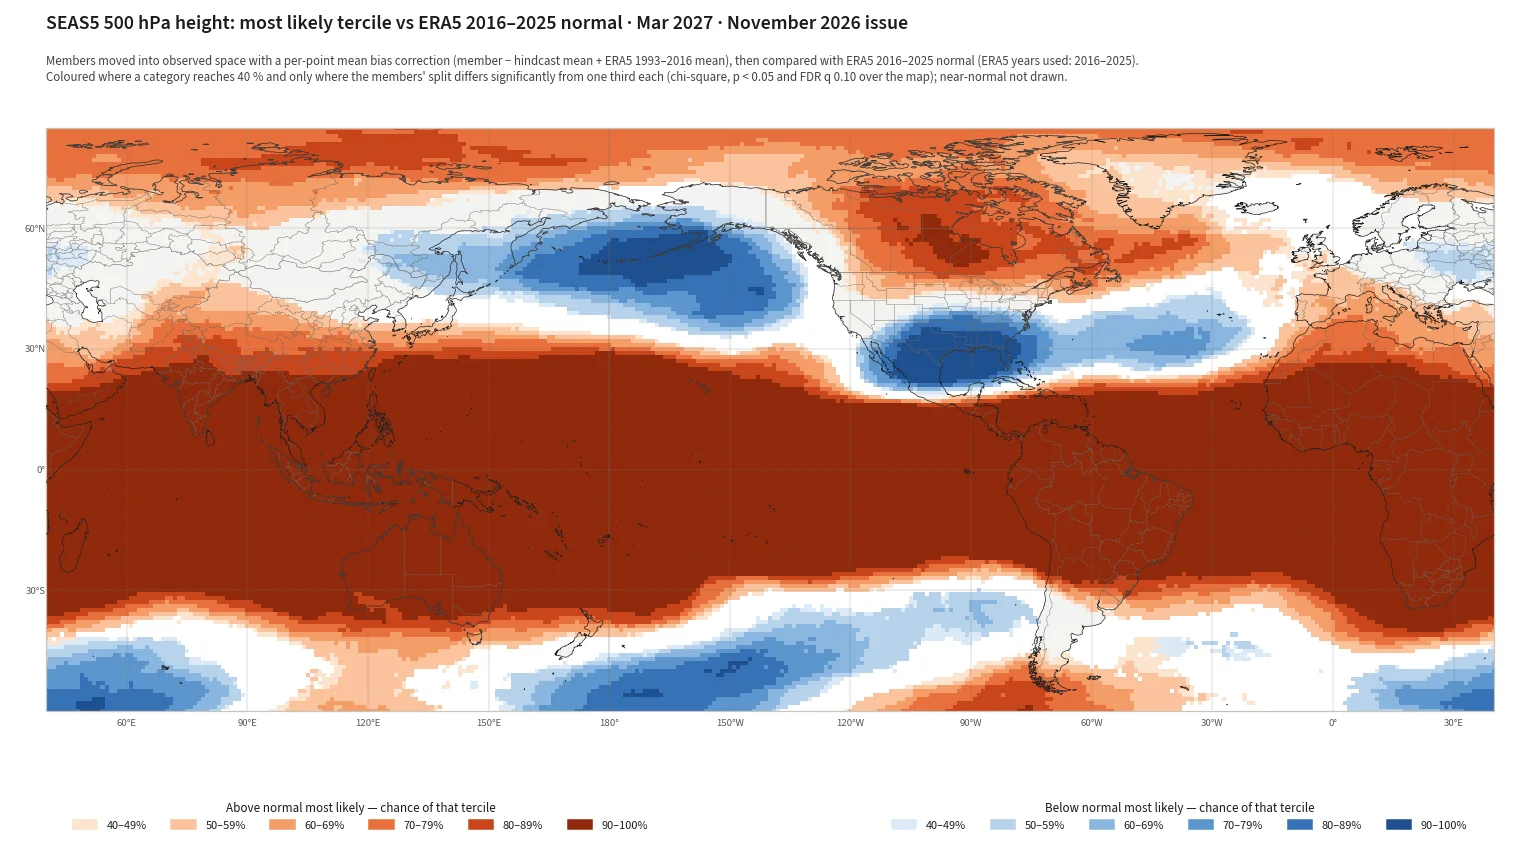 SEAS5 500 hPa height: most likely tercile vs ERA5 2016–2025 normal · Mar 2027 · November 2026 issue
Members moved into observed space with a per-point mean bias correction (member − hindcast mean + ERA5 1993–2016 mean), then compared with ERA5 2016–2025 normal (ERA5 years used: 2016–2025).
Coloured where a category reaches 40 % and only where the members' split differs significantly from one third each (chi-square, p < 0.05 and FDR q 0.10 over the map); near-normal not drawn.
60°N
30°N
0°
30°S
60°E 90°E 120°E 150°E 180° 150°W 120°W 90°W 60°W 30°W 0° 30°E
Above normal most likely — chance of that tercile
40–49% 50–59% 60–69% 70–79% 80–89% 90–100%
Below normal most likely — chance of that tercile
40–49% 50–59% 60–69% 70–79% 80–89% 90–100%